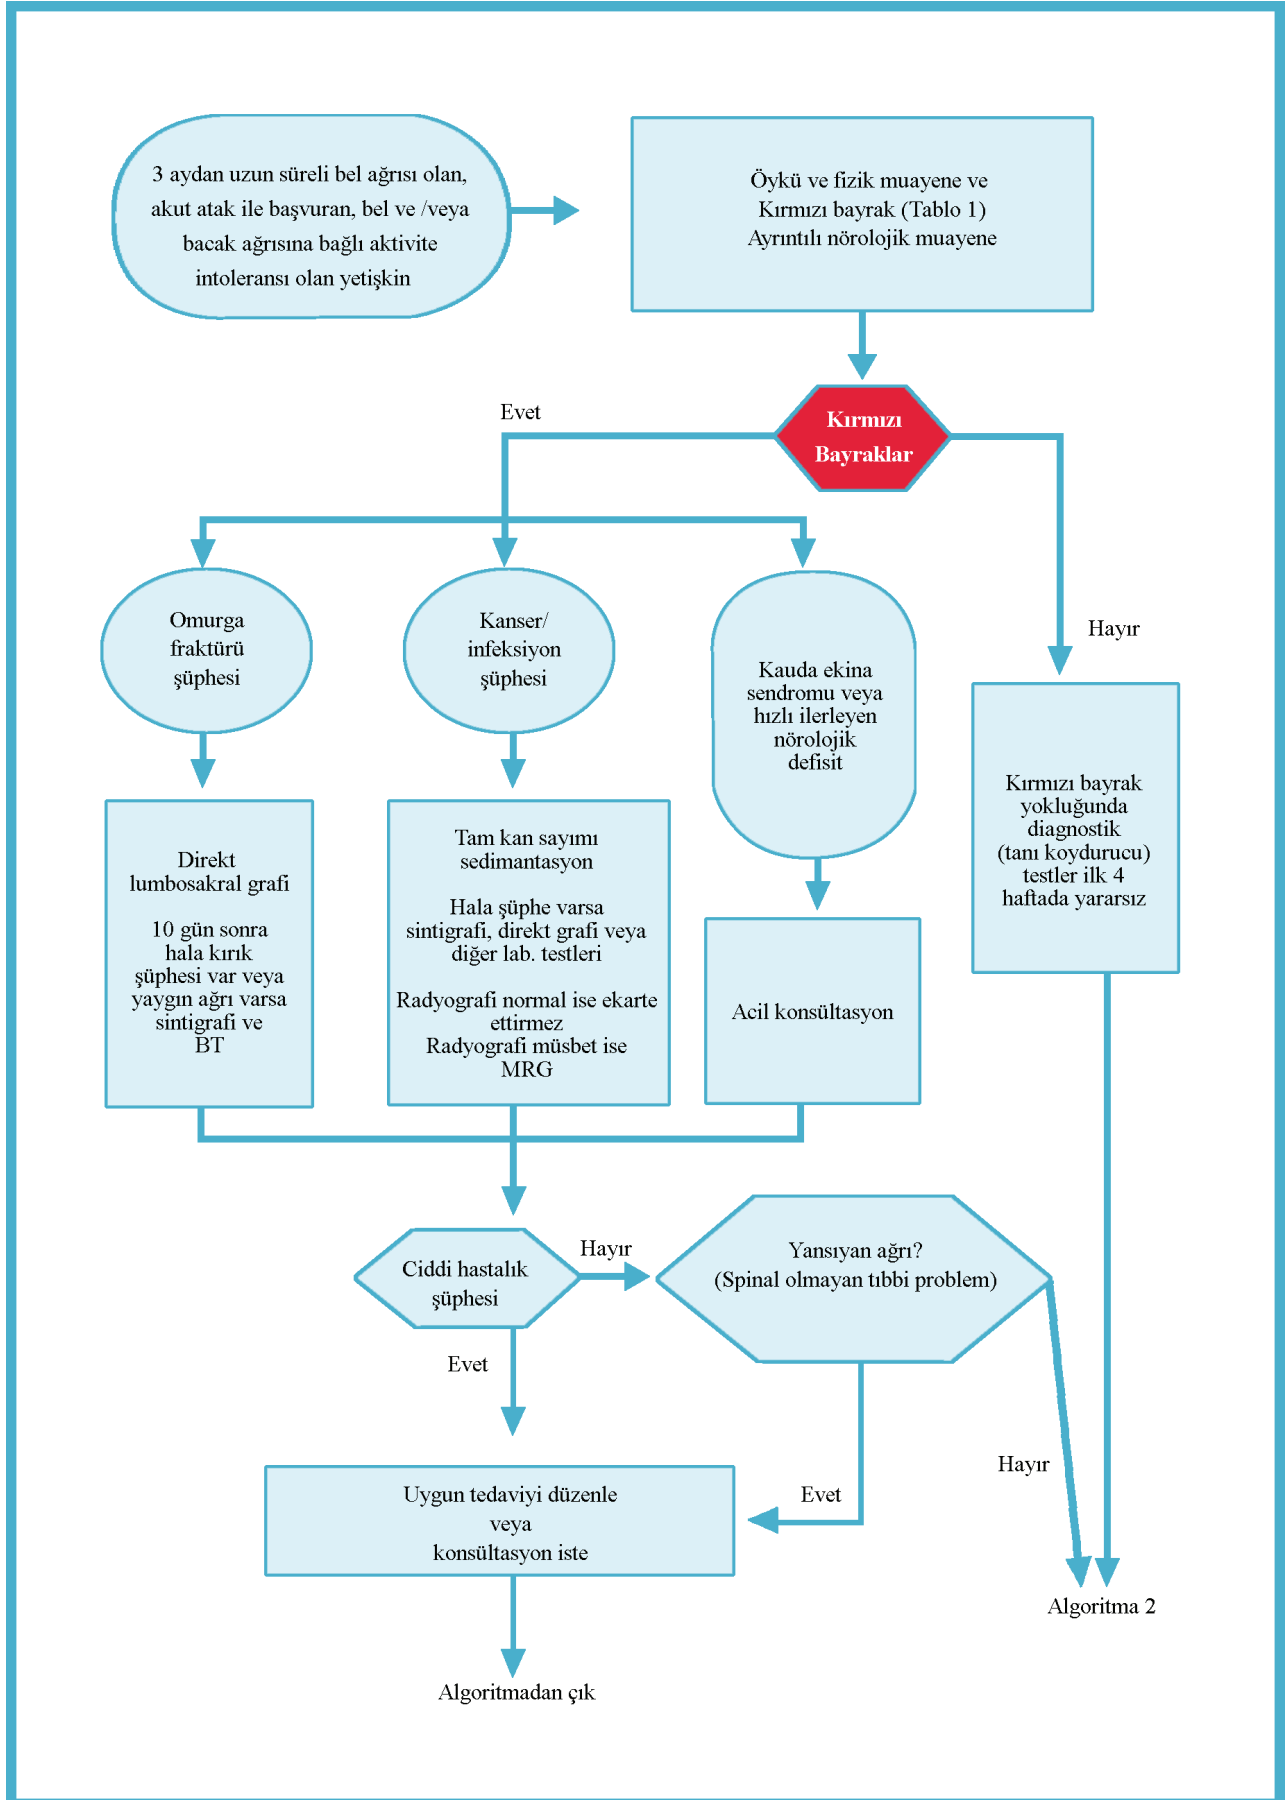 3 aydan uzun süreli bel ağrısı olan,
akut atak ile başvuran, bel ve /veya
bacak ağrısına bağlı aktivite
intoleransı olan yetişkin
Öykü ve fizik muayene ve
Kırmızı bayrak (Tablo 1)
Ayrıntılı nörolojik muayene
Kırmızı
Bayraklar
Evet
Hayır
Omurga
fraktürü
şüphesi
Kanser/
infeksiyon
şüphesi
Kauda ekina
sendromu veya
hızlı ilerleyen
nörolojik
defisit
Kırmızı bayrak
yokluğunda
diagnostik
(tanı koydurucu)
testler ilk 4
haftada yararsız
Direkt
lumbosakral grafi
10 gün sonra
hala kırık
şüphesi var veya
yaygın ağrı varsa
sintigrafi ve
BT
Tam kan sayımı
sedimantasyon
Hala şüphe varsa
sintigrafi, direkt grafi veya
diğer lab. testleri
Radyografi normal ise ekarte
ettirmez
Radyografi müsbet ise
MRG
Acil konsültasyon
Ciddi hastalık
şüphesi
Hayır
Yansıyan ağrı?
(Spinal olmayan tıbbi problem)
Evet
Evet
Hayır
Uygun tedaviyi düzenle
veya
konsültasyon iste
Algoritma 2
Algoritmadan çık